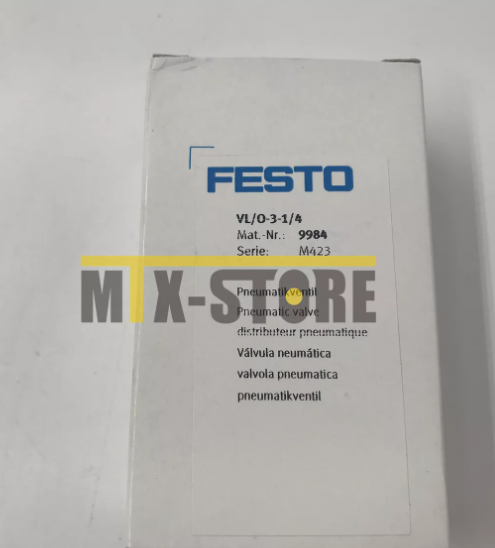 FESTO
VL/O-3-1/4
Mat.-Nr.: 9984
Serie: M423
Pneumatikventil
Pneumatic valve
MTX-STORE
distributeur pneumatique
Válvula neumática
valvola pneumatica
pneumatikventil